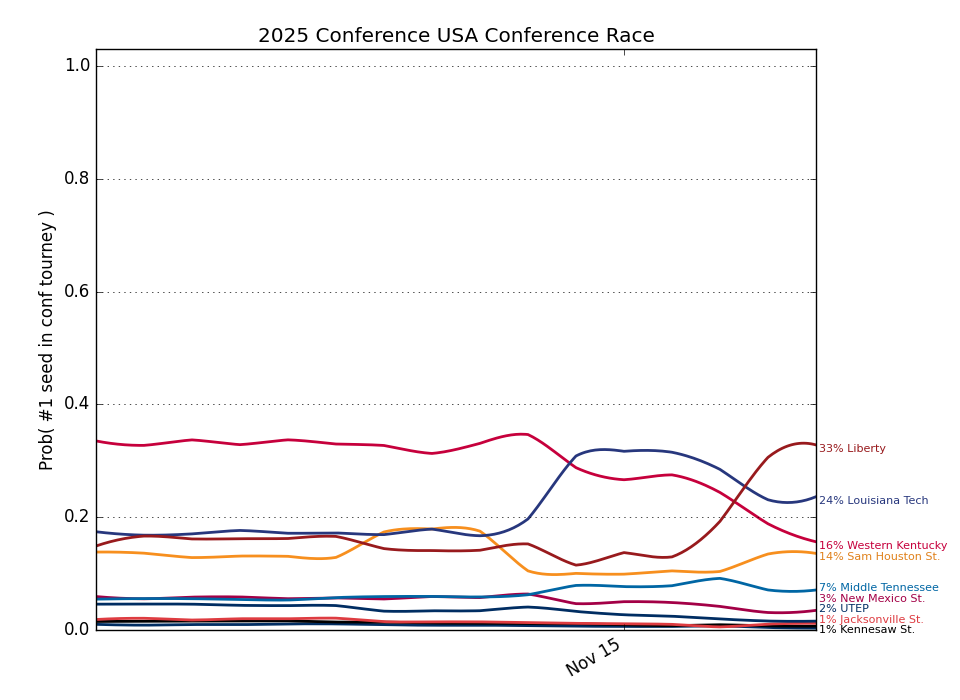 2025 Conference USA Conference Race
1.0
0.8
0.6
0.4
0.2
0.0
Prob( #1 seed in conf tourney )
Nov 15
33% Liberty
24% Louisiana Tech
16% Western Kentucky
14% Sam Houston St.
7% Middle Tennessee
3% New Mexico St.
2% UTEP
1% Jacksonville St.
1% Kennesaw St.